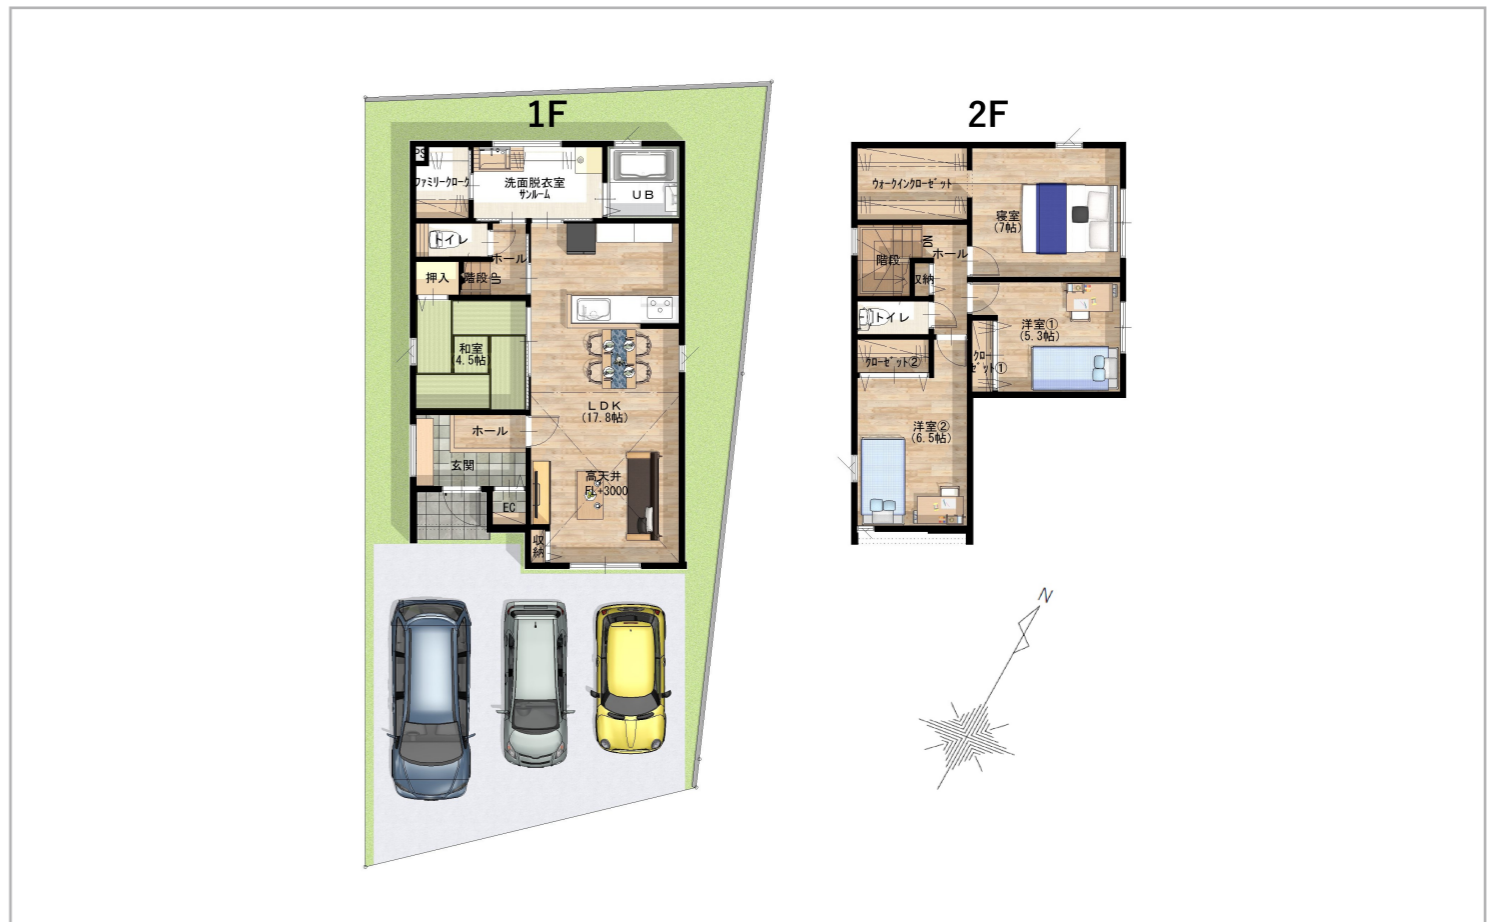 1F
PS
ファミリークローク
洗面脱衣室
サンルーム
UB
トイレ
ホール
押入
階段
UP
和室
4.5帖
LDK
(17.8帖)
ホール
玄関
高天井
FL+3000
EC
収納
2F
ウォークインクローゼット
寝室
(7帖)
DN
階段
ホール
収納
トイレ
洋室①
(5.3帖)
クロー
ゼット①
クローゼット②
洋室②
(6.5帖)
N